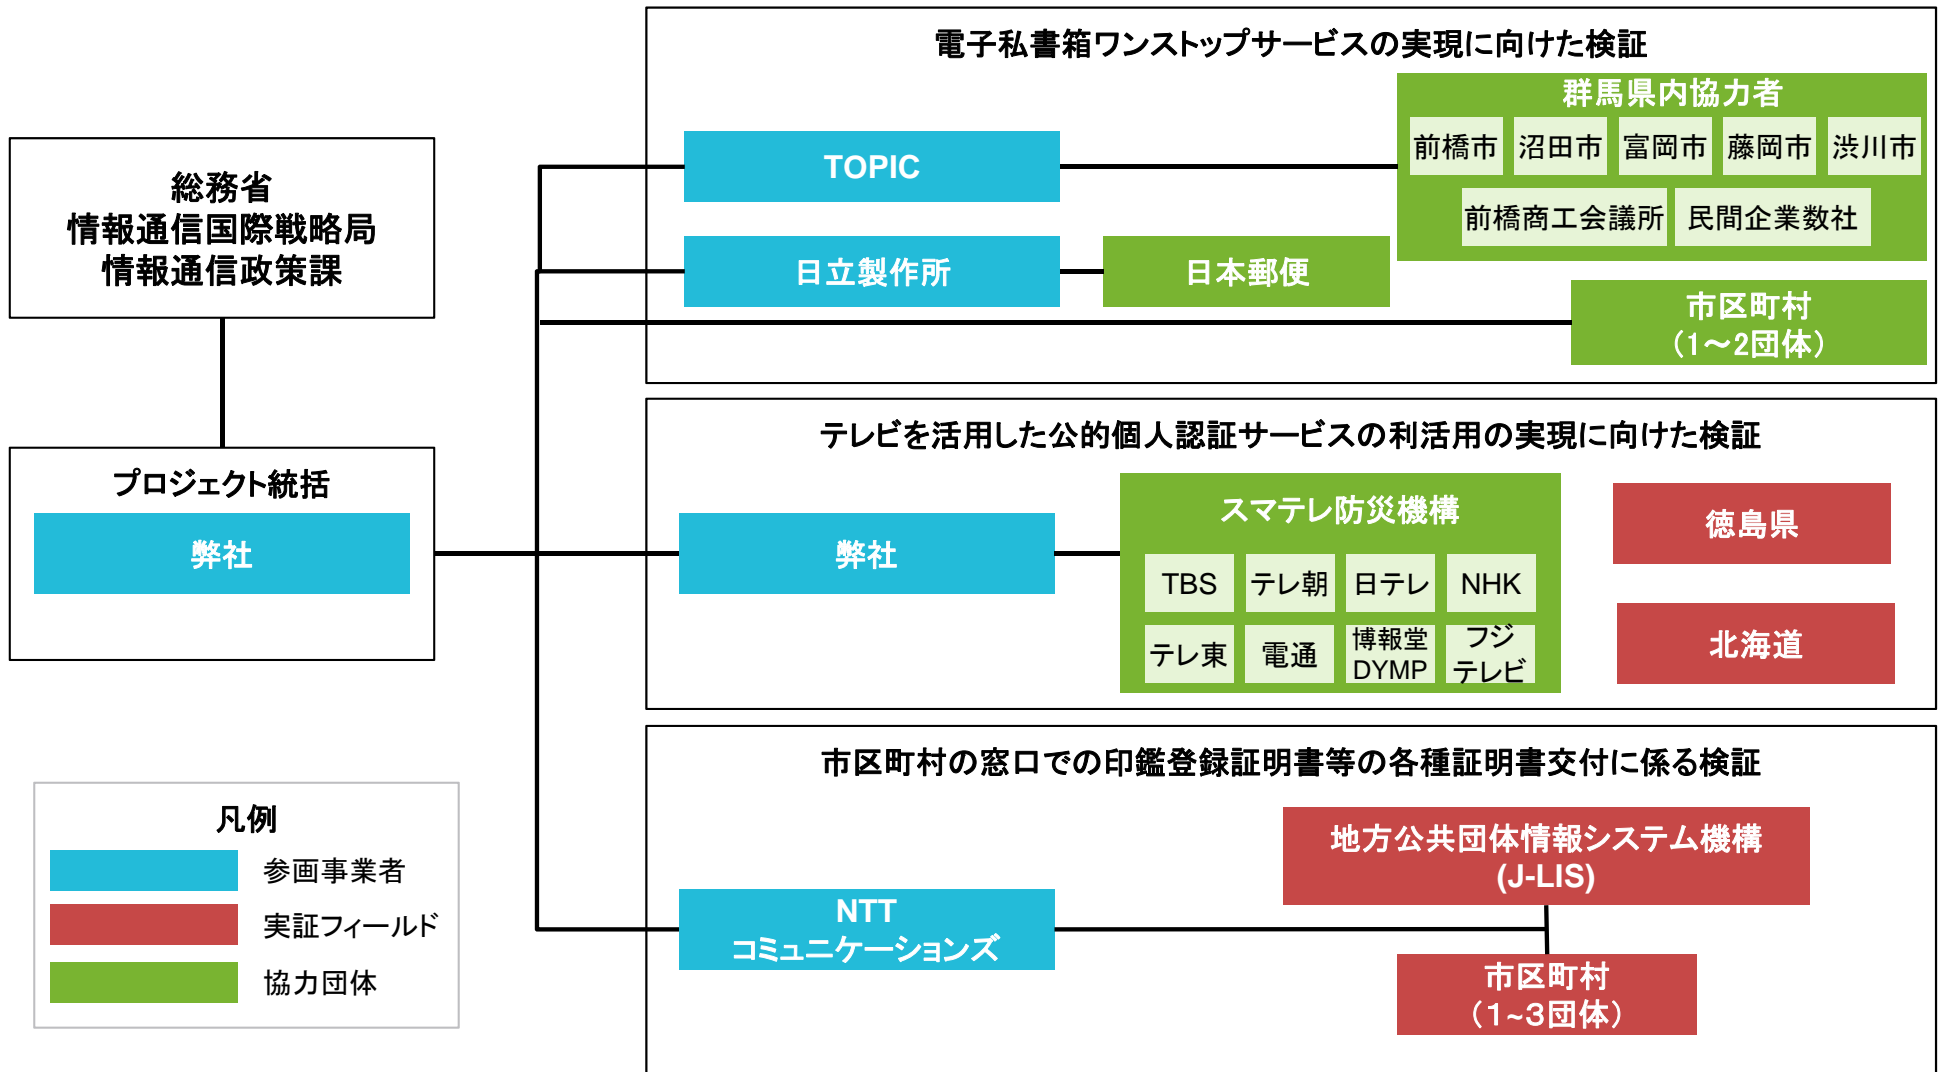 総務省
情報通信国際戦略局
情報通信政策課
プロジェクト統括
弊社
電子私書箱ワンストップサービスの実現に向けた検証
TOPIC
群馬県内協力者
前橋市 沼田市 富岡市 藤岡市 渋川市
前橋商工会議所 民間企業数社
日立製作所
日本郵便
市区町村
（1～2団体）
テレビを活用した公的個人認証サービスの利活用の実現に向けた検証
弊社
スマテレ防災機構
TBS テレ朝 日テレ NHK
テレ東 電通 博報堂
DYMP
フジ
テレビ
徳島県
北海道
市区町村の窓口での印鑑登録証明書等の各種証明書交付に係る検証
NTT
コミュニケーションズ
地方公共団体情報システム機構
(J-LIS)
市区町村
（1~3団体）
凡例
参画事業者
実証フィールド
協力団体